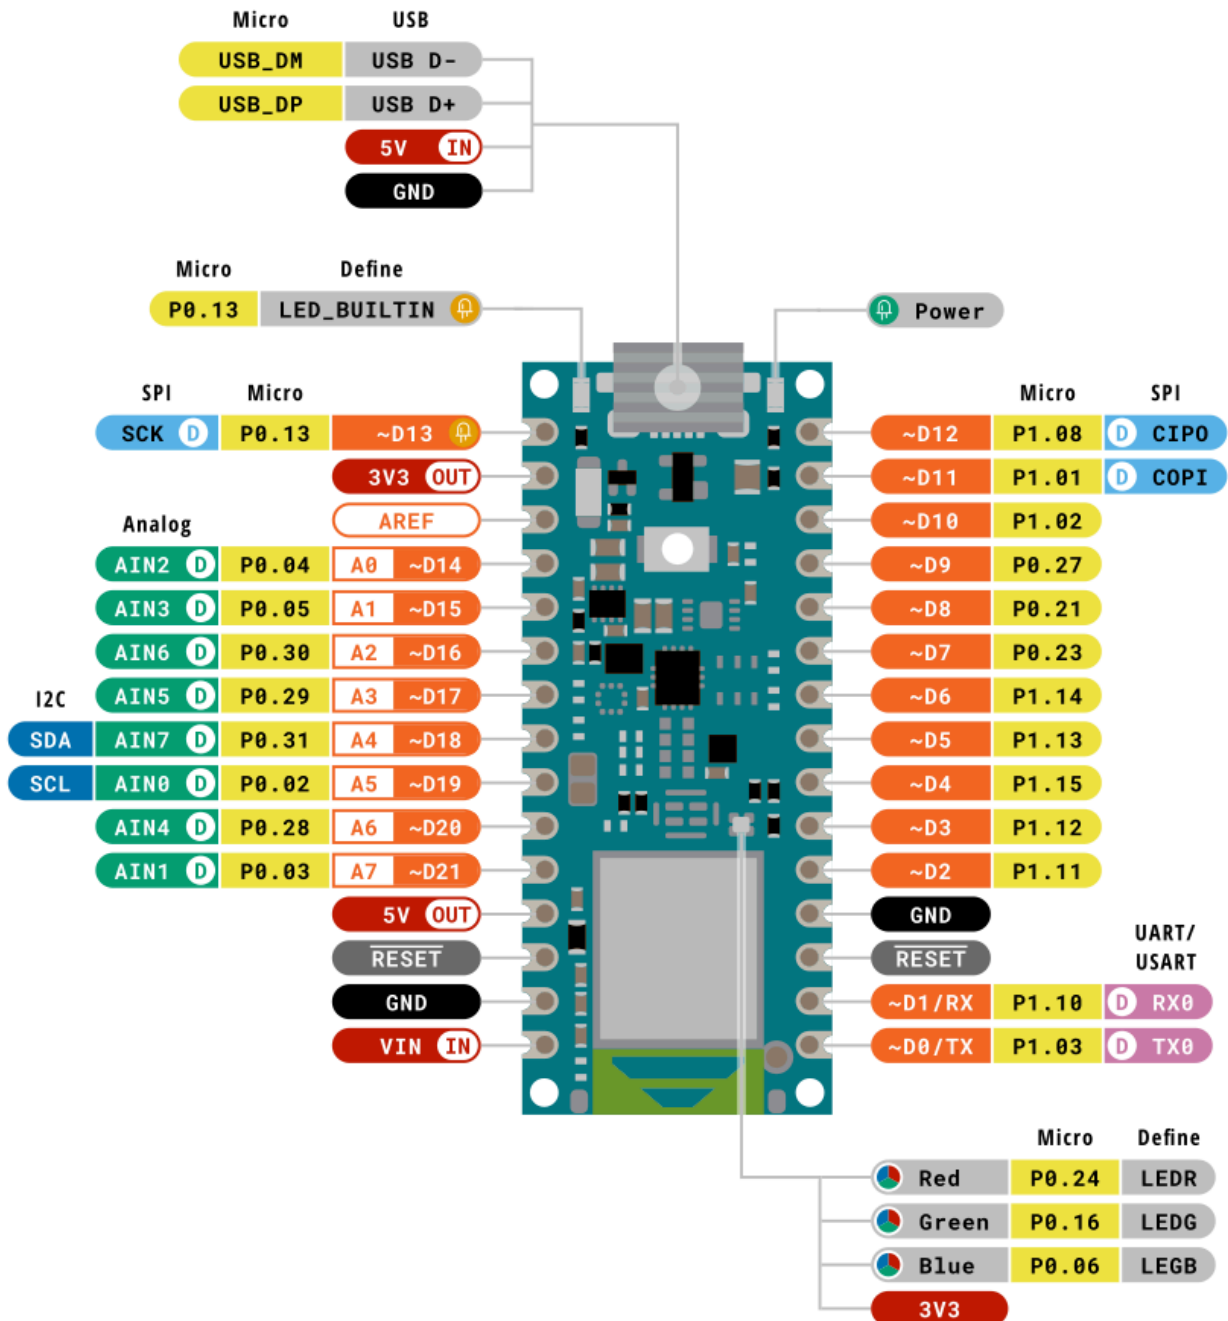 Micro USB
USB_DM USB D-
USB_DP USB D+
5V IN
GND
Micro Define
P0.13 LED_BUILTIN
Power
SPI Micro
SCK D P0.13 ~D13
3V3 OUT
AREF
Analog
AIN2 D P0.04 A0 ~D14
AIN3 D P0.05 A1 ~D15
AIN6 D P0.30 A2 ~D16
AIN5 D P0.29 A3 ~D17
I2C
SDA AIN7 D P0.31 A4 ~D18
SCL AIN0 D P0.02 A5 ~D19
AIN4 D P0.28 A6 ~D20
AIN1 D P0.03 A7 ~D21
5V OUT
RESET
GND
VIN IN
Micro SPI
~D12 P1.08 D CIPO
~D11 P1.01 D COPI
~D10 P1.02
~D9 P0.27
~D8 P0.21
~D7 P0.23
~D6 P1.14
~D5 P1.13
~D4 P1.15
~D3 P1.12
~D2 P1.11
GND
RESET
UART/
USART
~D1/RX P1.10 D RX0
~D0/TX P1.03 D TX0
Micro Define
Red P0.24 LEDR
Green P0.16 LEDG
Blue P0.06 LEGB
3V3